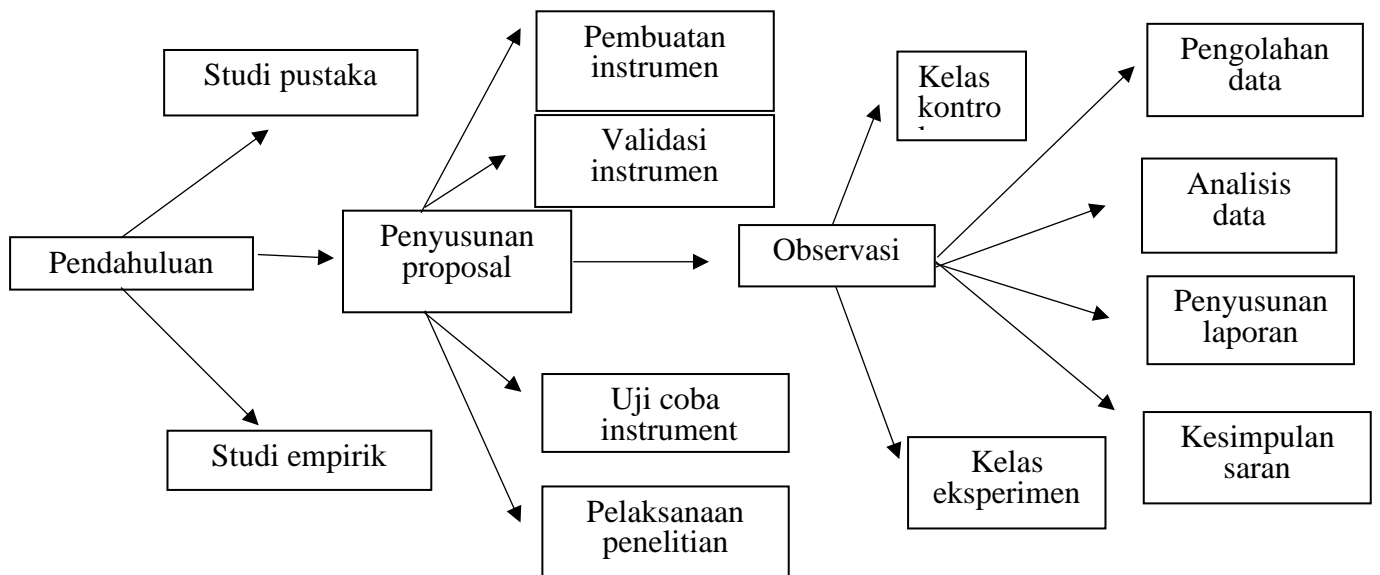 Pendahuluan
Studi pustaka
Studi empirik
Penyusunan
proposal
Pembuatan
instrumen
Validasi
instrumen
Uji coba
instrument
Pelaksanaan
penelitian
Observasi
Kelas
kontro
Kelas
eksperimen
Pengolahan
data
Analisis
data
Penyusunan
laporan
Kesimpulan
saran